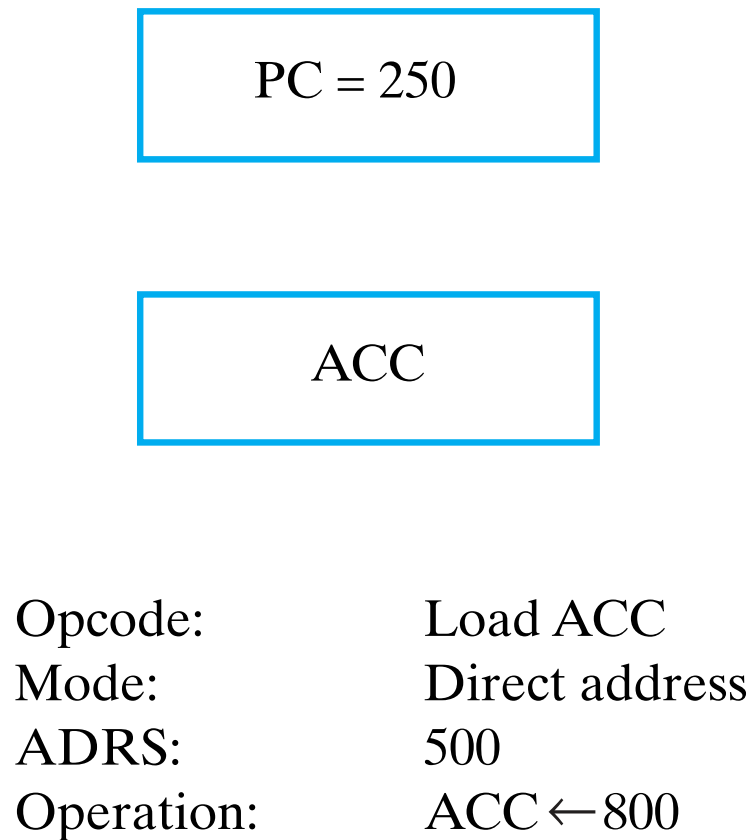 PC = 250
ACC
Opcode: Load ACC
Mode: Direct address
ADRS: 500
Operation: ACC ← 800